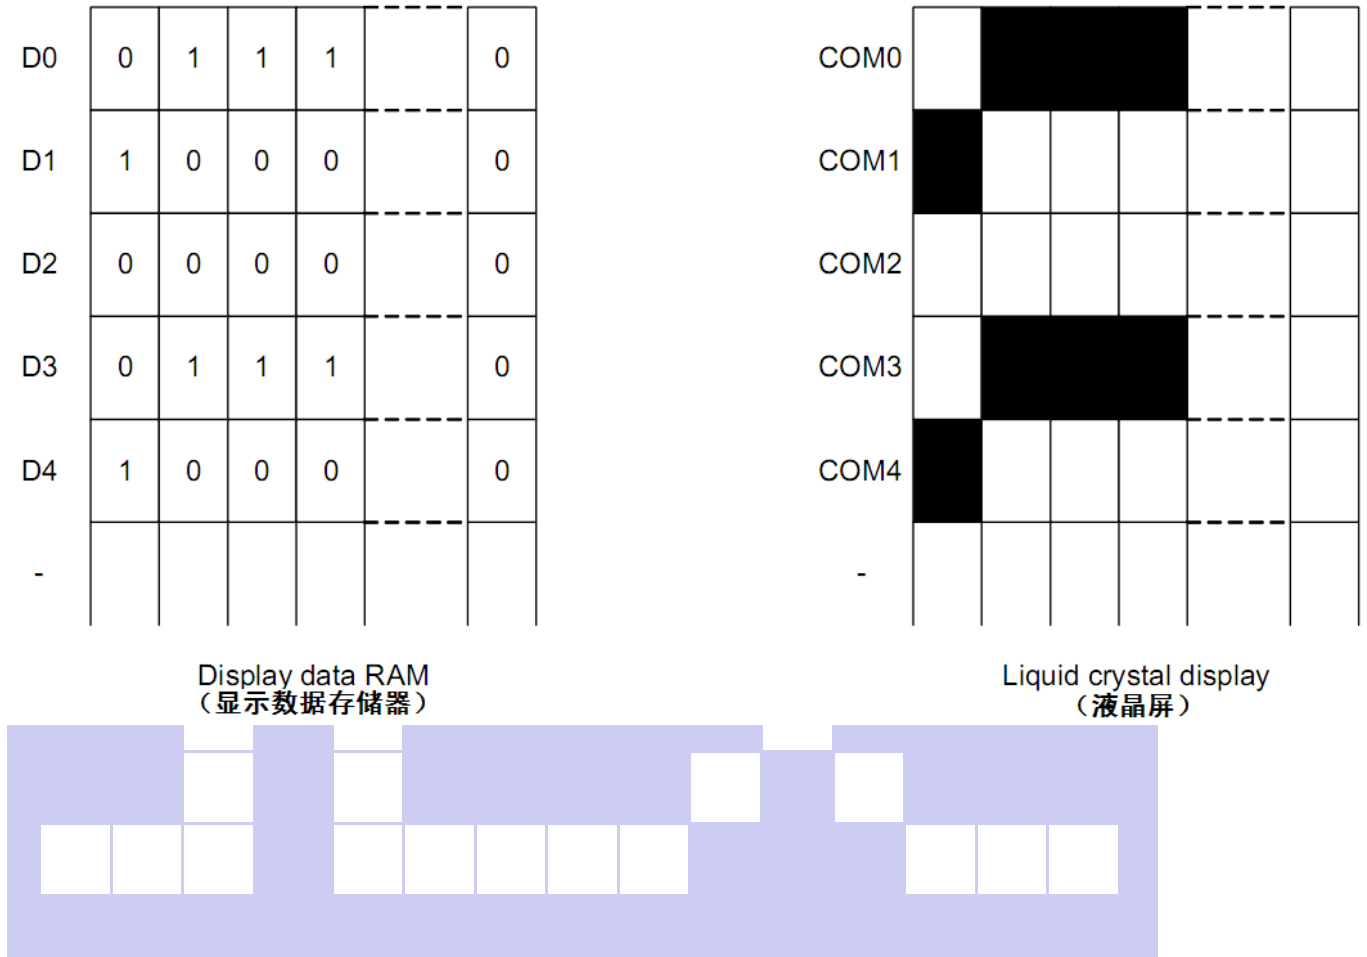 D0 0 1 1 1 0 COM0
D1 1 0 0 0 0 COM1
D2 0 0 0 0 0 COM2
D3 0 1 1 1 0 COM3
D4 1 0 0 0 0 COM4
- -
Display data RAM Liquid crystal display
（显示数据存储器） （液晶屏）